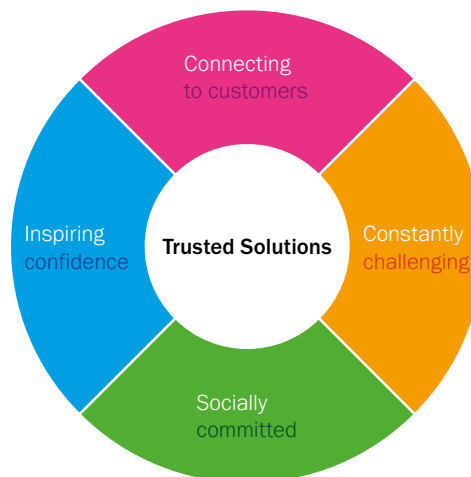 Connecting
to customers
Inspiring
confidence
Trusted Solutions
Constantly
challenging
Socially
committed